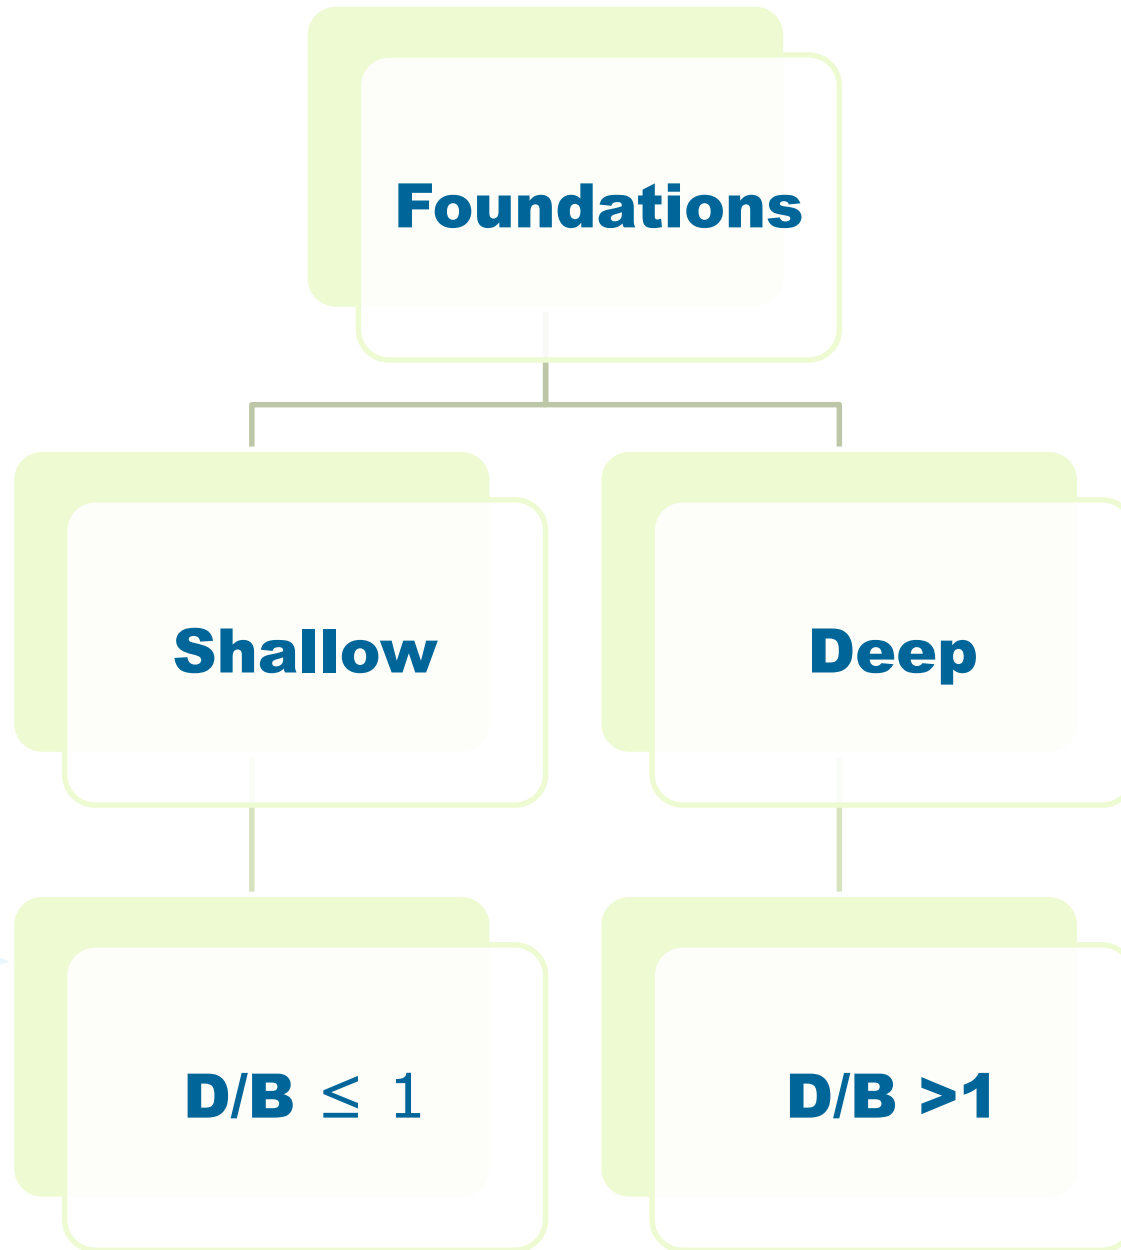 Foundations
Shallow
Deep
D/B ≤ 1
D/B >1